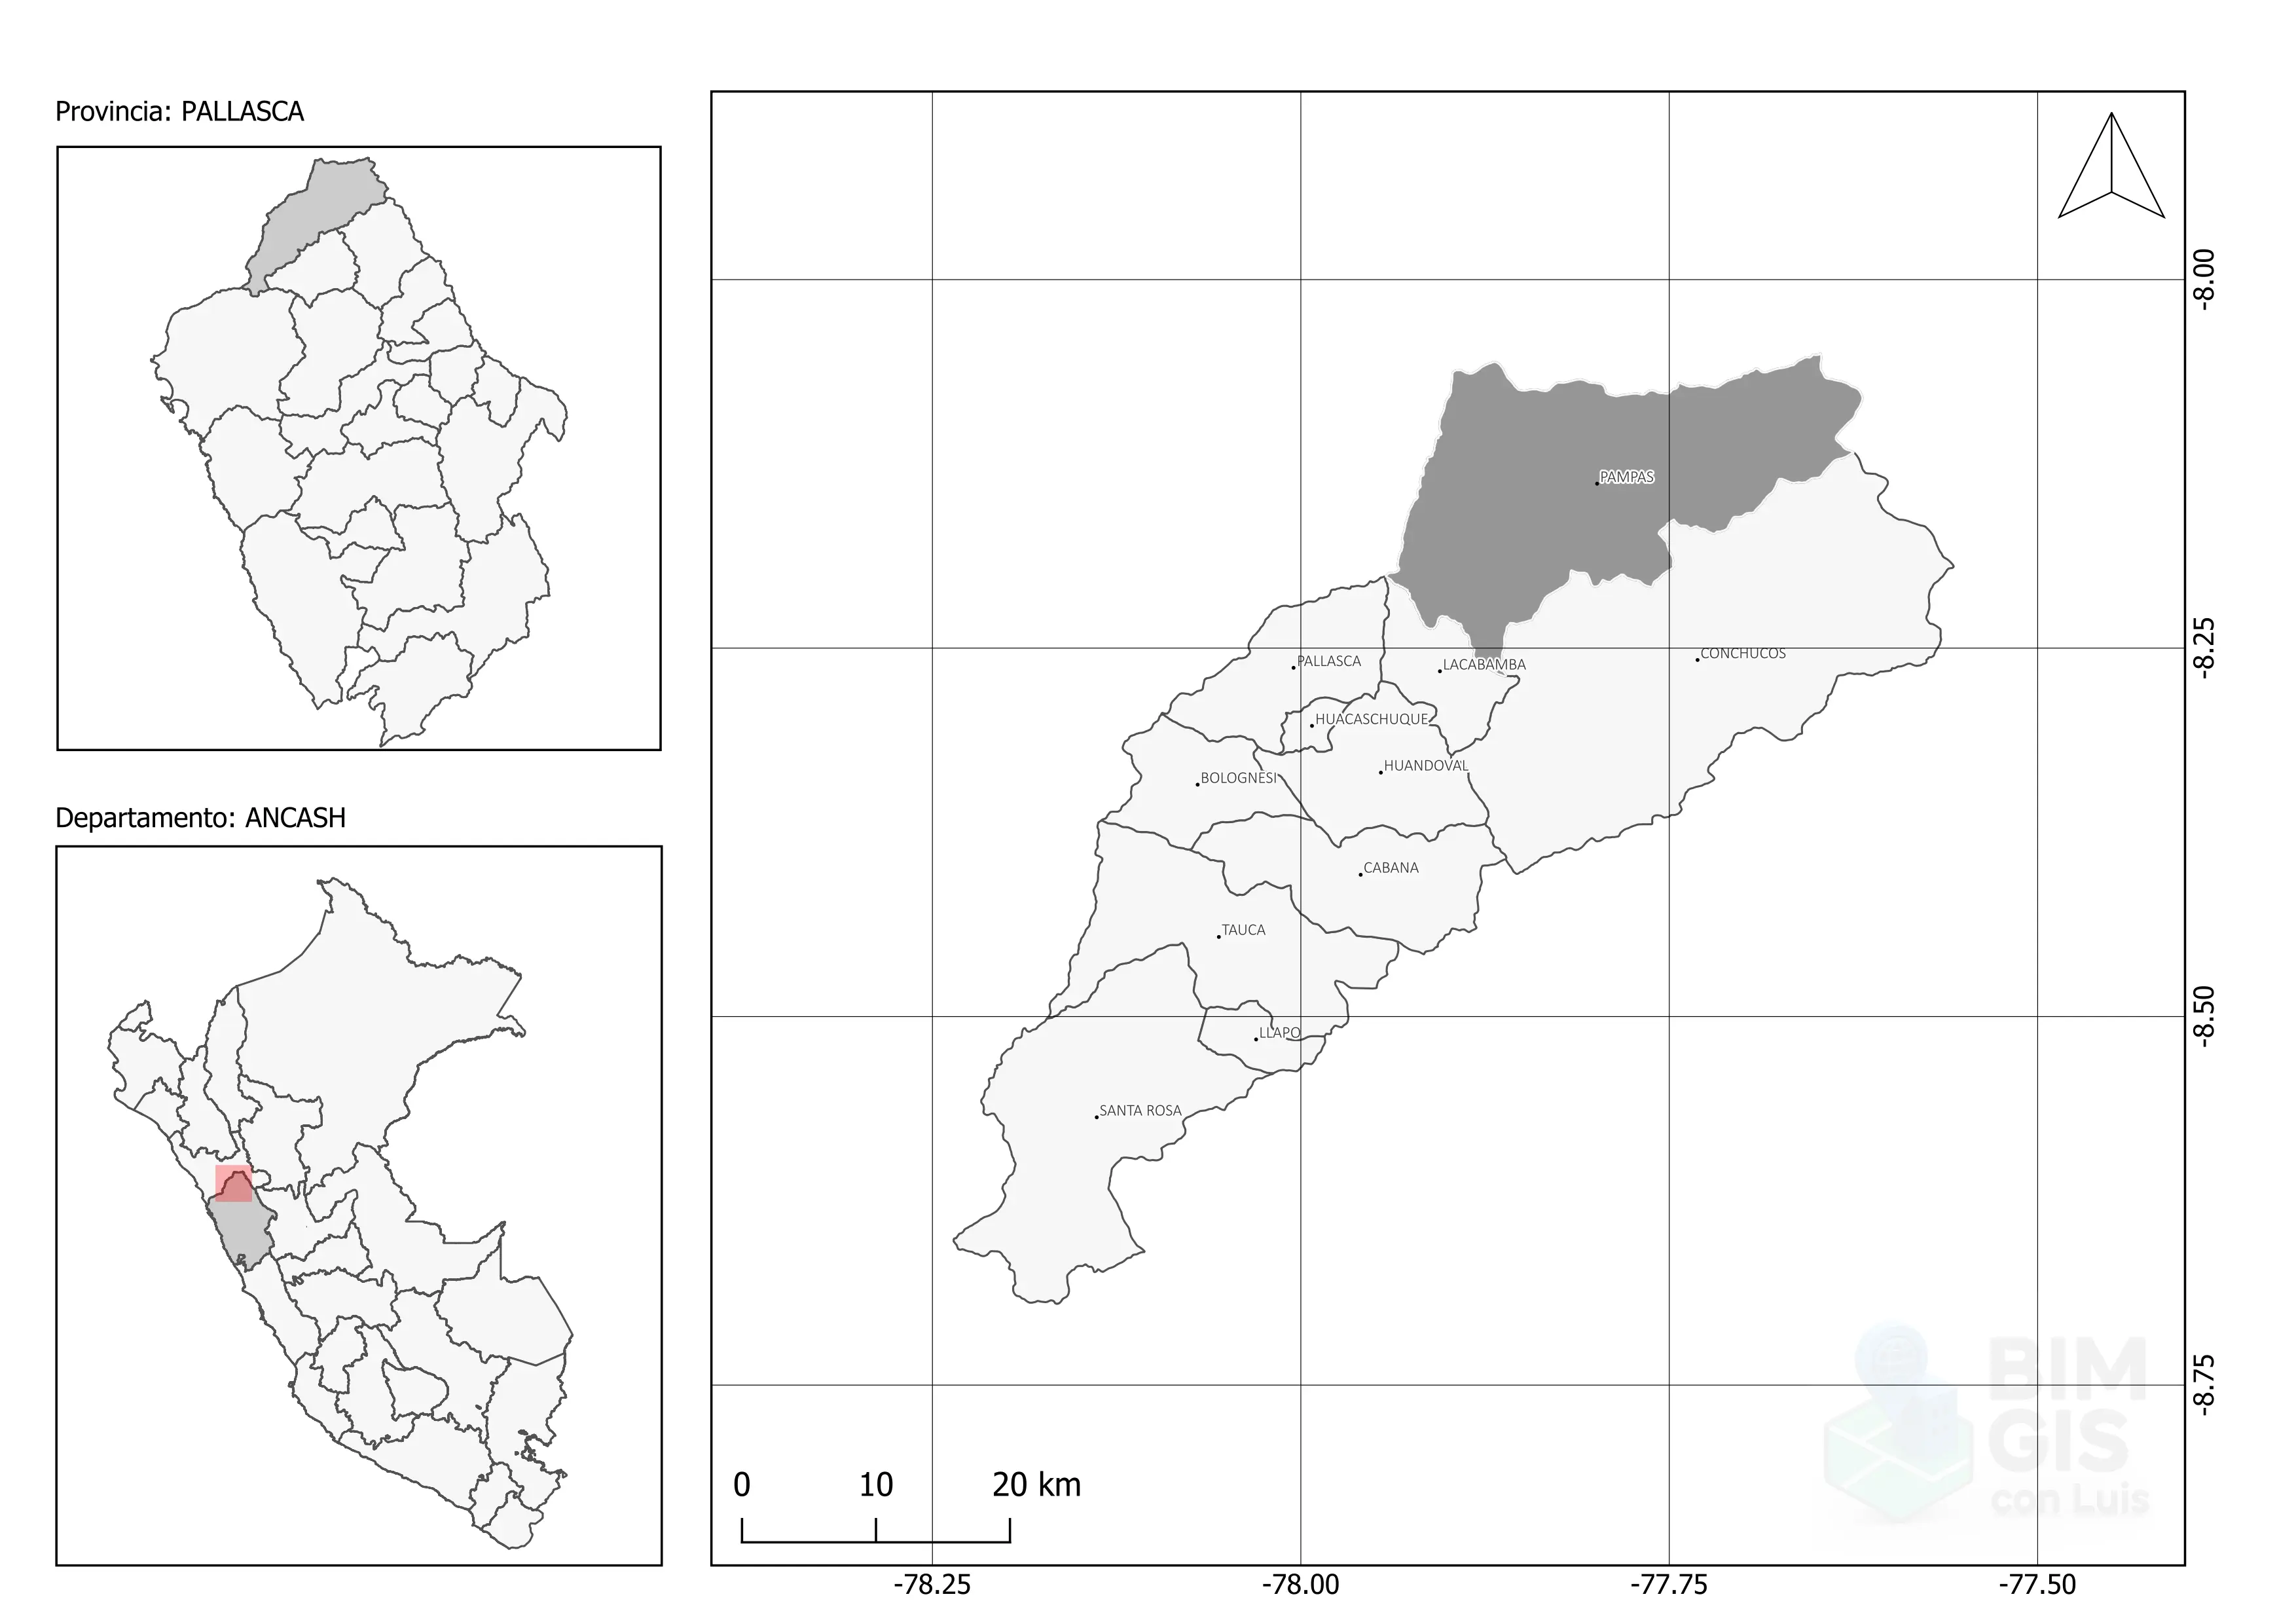 Provincia: PALLASCA
Departamento: ANCASH
PAMPAS
PALLASCA
LACABAMBA
CONCHUCOS
HUACASCHUQUE
HUANDOVAL
BOLOGNESI
CABANA
TAUCA
LLAPO
SANTA ROSA
-8.00
-8.25
-8.50
-8.75
0 10 20 km
-78.25 -78.00 -77.75 -77.50
BIM
GIS
con Luis